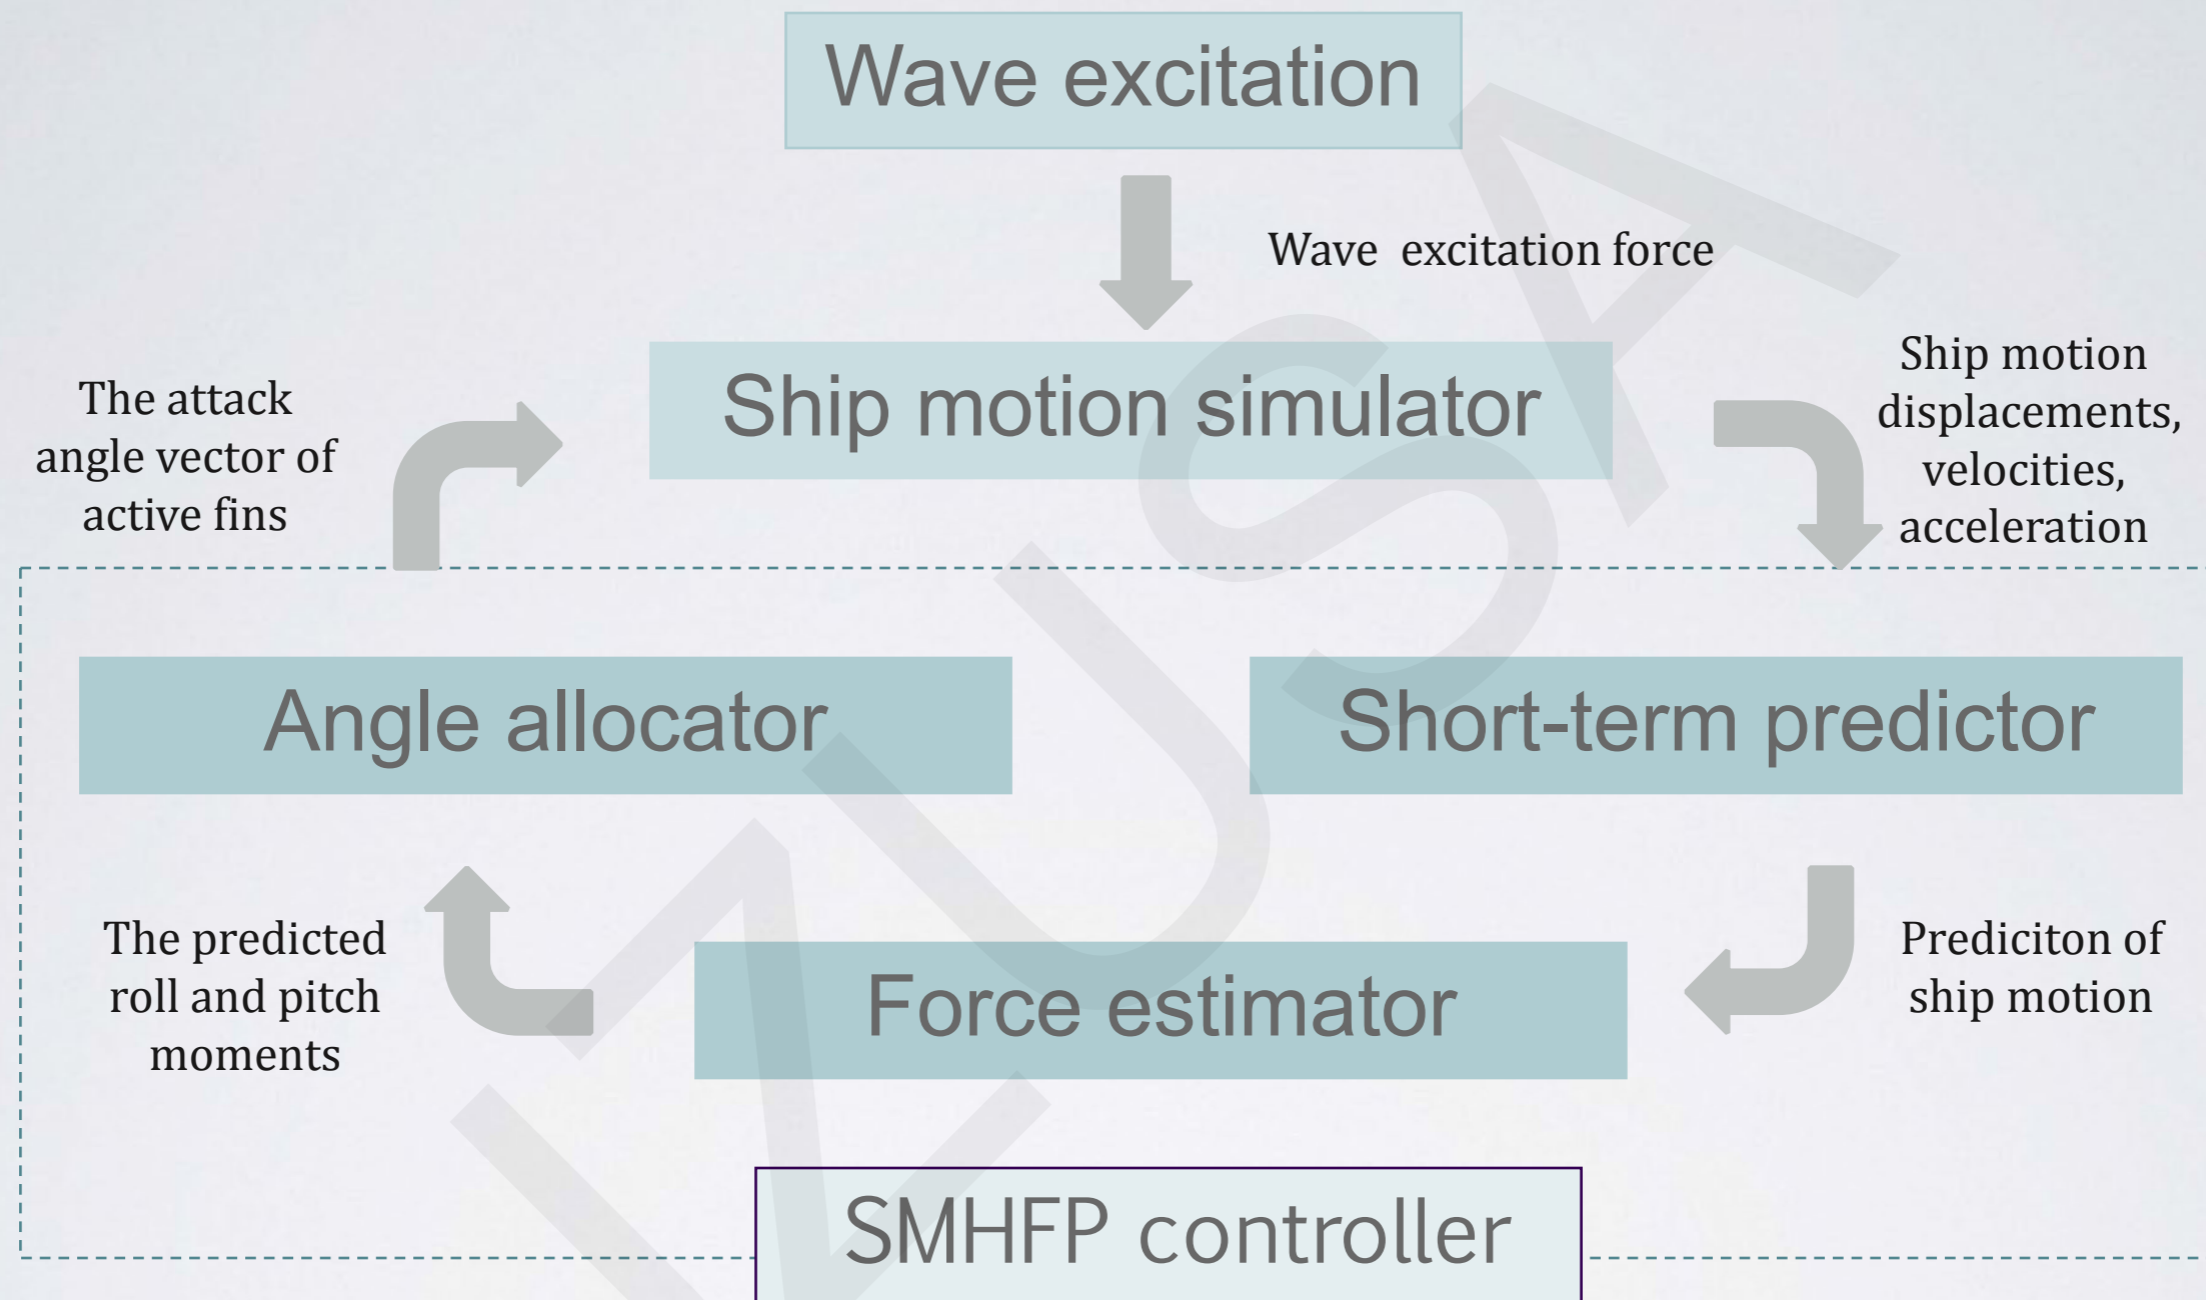 Wave excitation
Wave excitation force
Ship motion simulator
Ship motion
displacements,
velocities,
acceleration
The attack
angle vector of
active fins
Angle allocator
Short-term predictor
The predicted
roll and pitch
moments
Force estimator
Prediciton of
ship motion
SMHFP controller
JZUSA